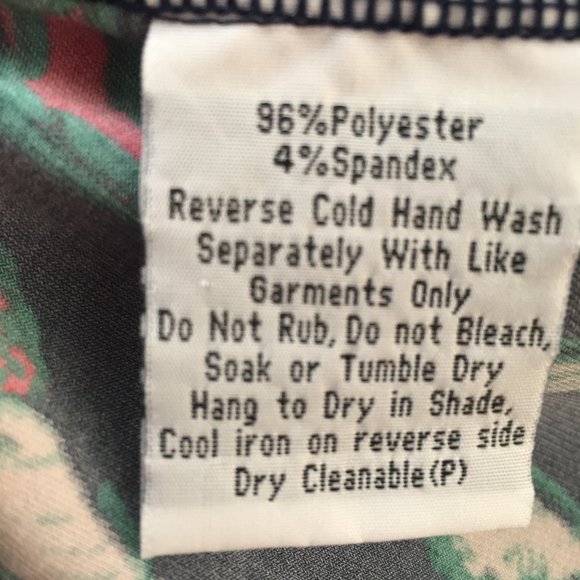 96%Polyester
4%Spandex
Reverse Cold Hand Wash
Separately With Like
Garments Only
Do Not Rub, Do not Bleach,
Soak or Tumble Dry
Hang to Dry in Shade,
Cool iron on reverse side
Dry Cleanable(P)